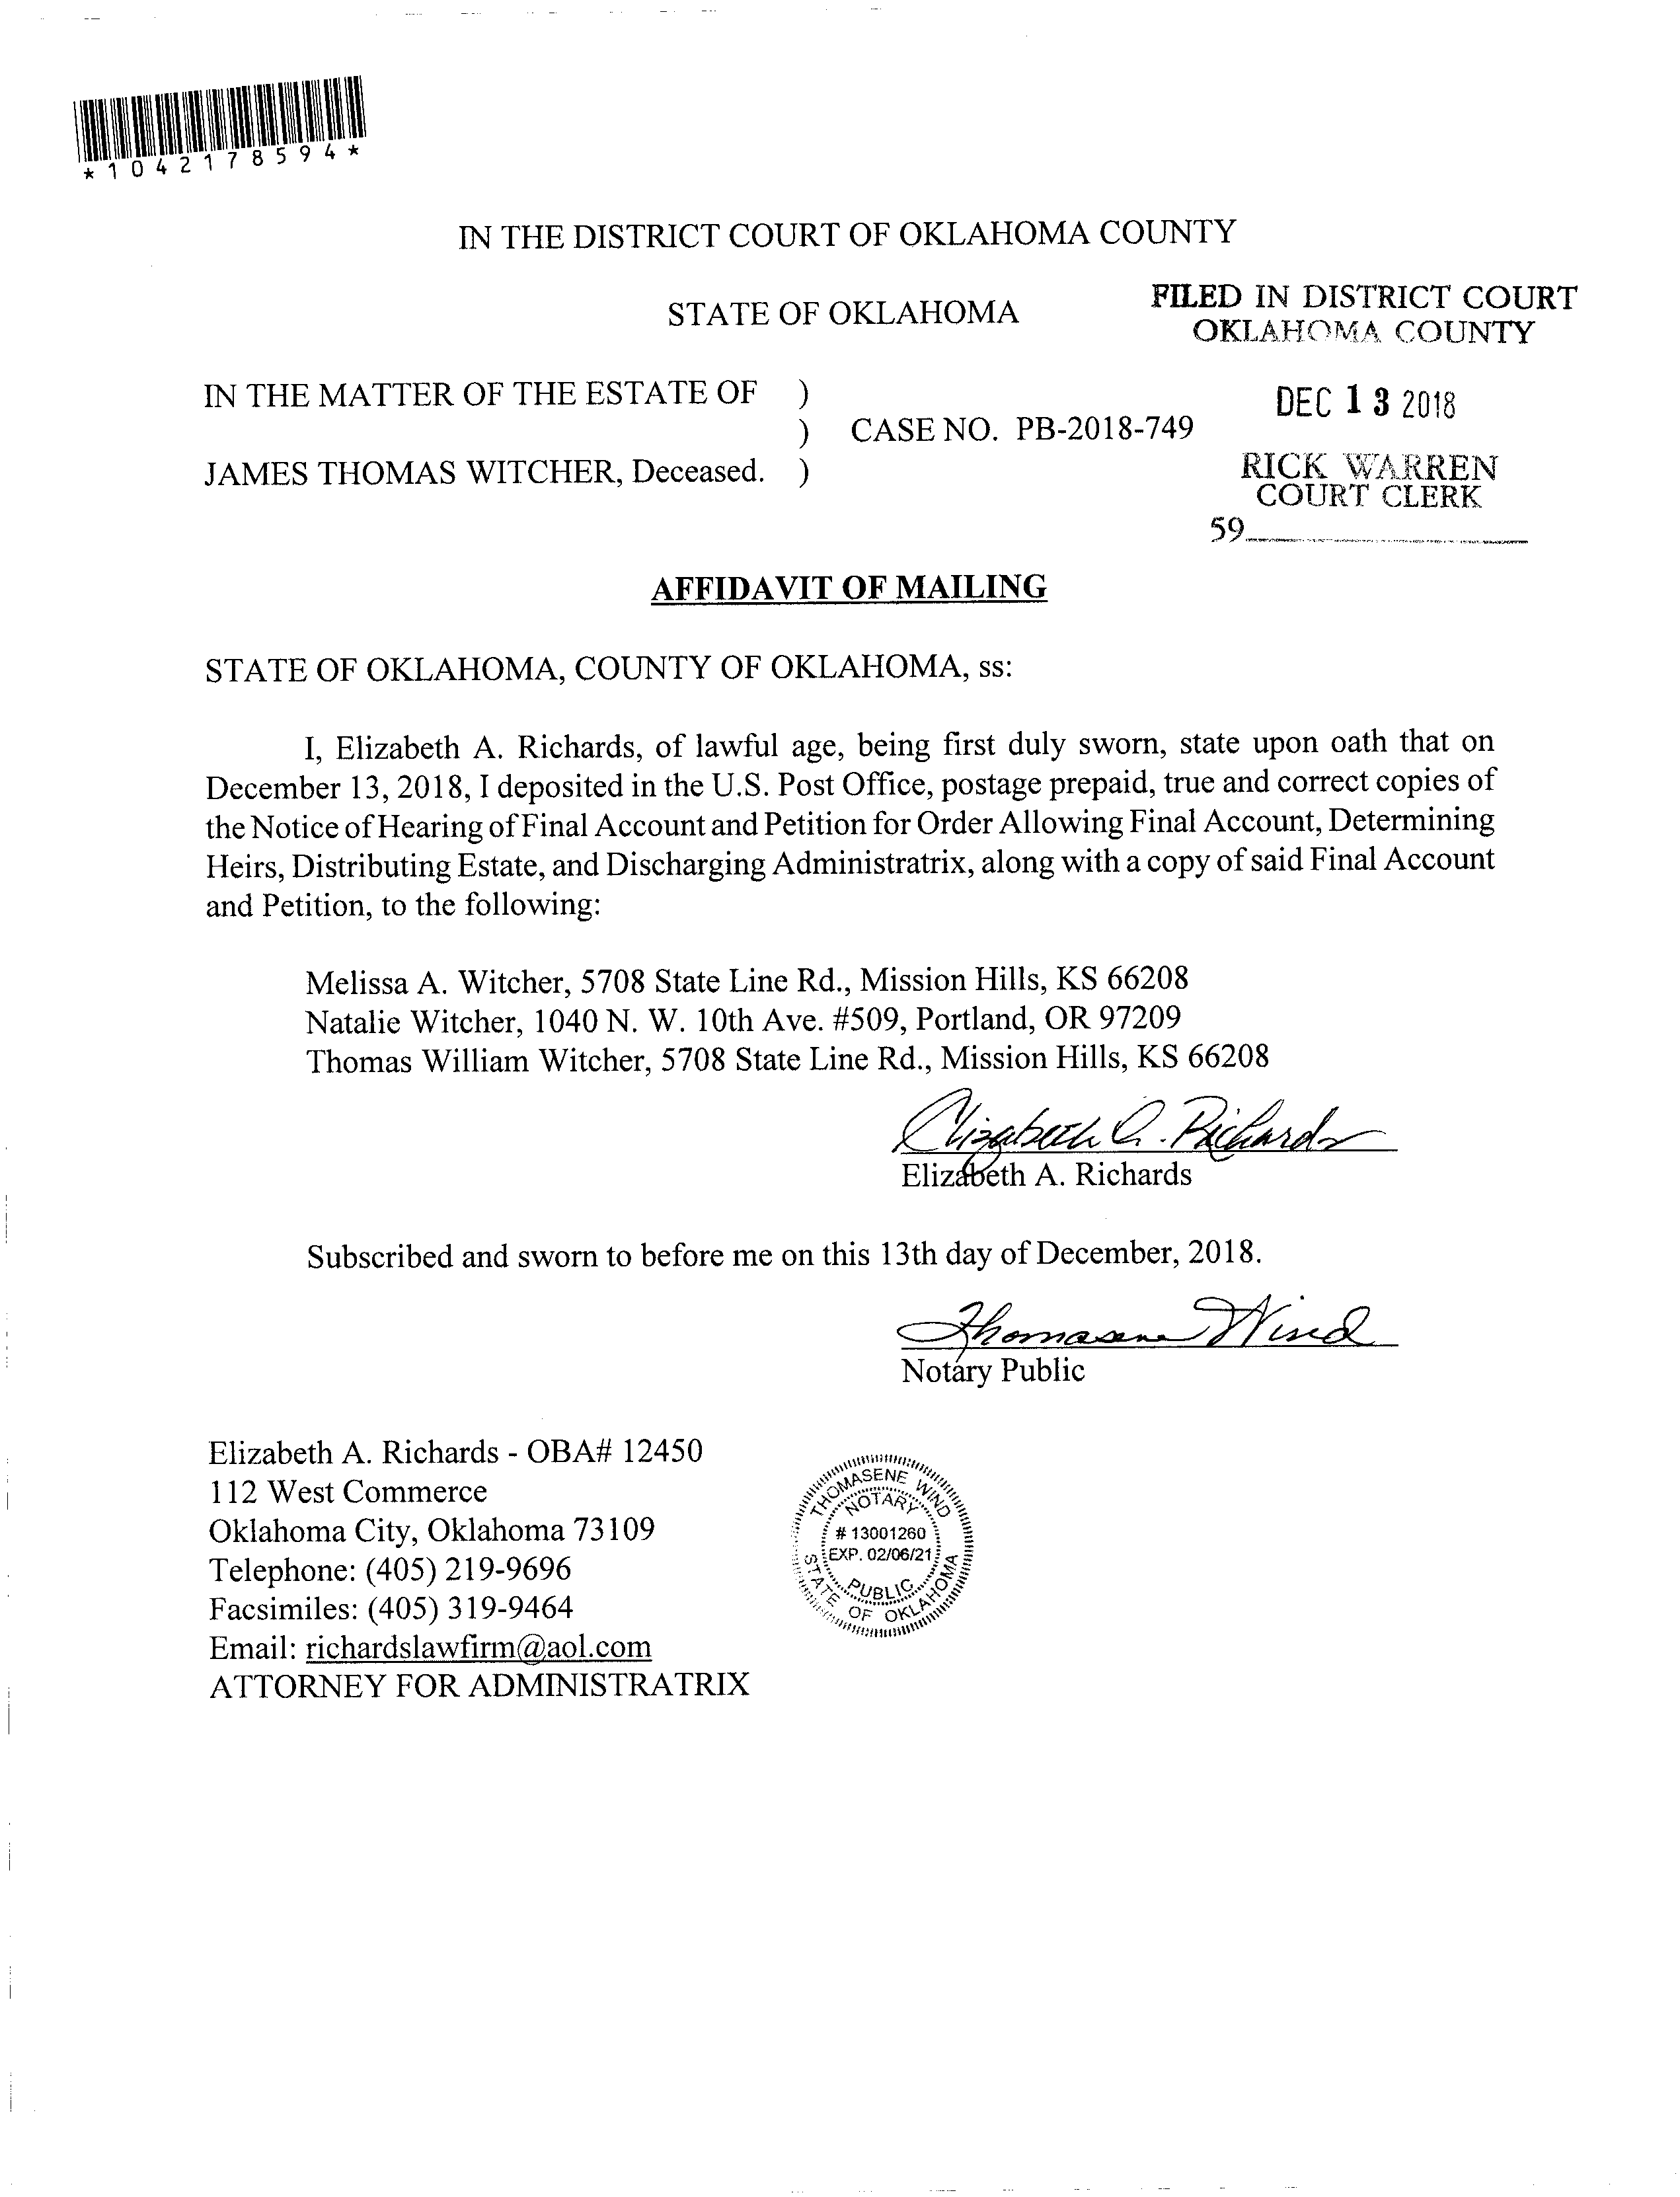 *1042178594*
IN THE DISTRICT COURT OF OKLAHOMA COUNTY
STATE OF OKLAHOMA
FILED IN DISTRICT COURT
OKLAHOMA COUNTY
DEC 13 2018
RICK WARREN
COURT CLERK
59
IN THE MATTER OF THE ESTATE OF )
) CASE NO. PB-2018-749
JAMES THOMAS WITCHER, Deceased. )
AFFIDAVIT OF MAILING
STATE OF OKLAHOMA, COUNTY OF OKLAHOMA, ss:
I, Elizabeth A. Richards, of lawful age, being first duly sworn, state upon oath that on
December 13, 2018, I deposited in the U.S. Post Office, postage prepaid, true and correct copies of
the Notice of Hearing of Final Account and Petition for Order Allowing Final Account, Determining
Heirs, Distributing Estate, and Discharging Administratrix, along with a copy of said Final Account
and Petition, to the following:
Melissa A. Witcher, 5708 State Line Rd., Mission Hills, KS 66208
Natalie Witcher, 1040 N. W. 10th Ave. #509, Portland, OR 97209
Thomas William Witcher, 5708 State Line Rd., Mission Hills, KS 66208
Elizabeth A. Richards
Elizabeth A. Richards
Subscribed and sworn to before me on this 13th day of December, 2018.
Thomasene Wind
Notary Public
Elizabeth A. Richards - OBA# 12450
112 West Commerce
Oklahoma City, Oklahoma 73109
Telephone: (405) 219-9696
Facsimiles: (405) 319-9464
Email: richardslawfirm@aol.com
ATTORNEY FOR ADMINISTRATRIX
THOMASENE WIND
NOTARY
# 13001260
EXP. 02/06/21
PUBLIC
STATE OF OKLAHOMA